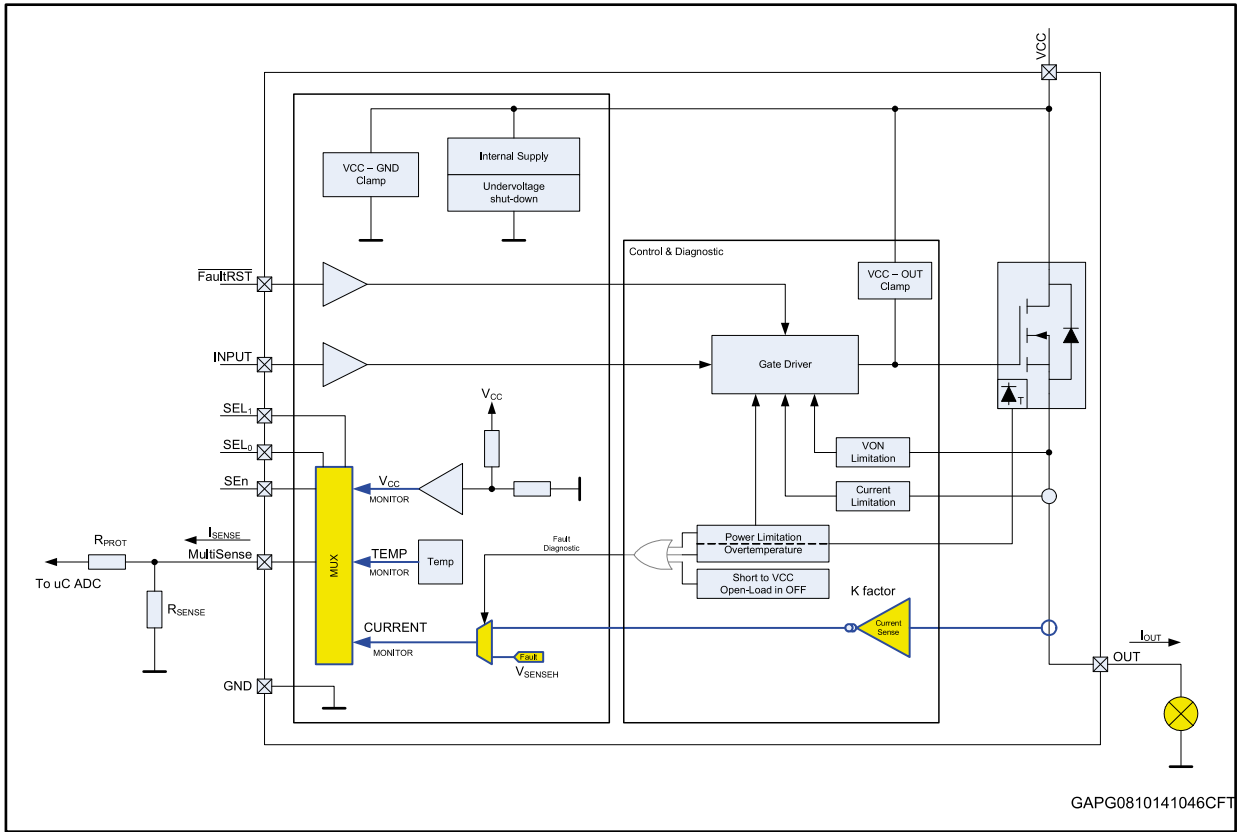 VCC
VCC – GND
Clamp
Internal Supply
Undervoltage
shut-down
Control & Diagnostic
FaultRST
VCC – OUT
Clamp
INPUT
Gate Driver
T
SEL1
VCC
SEL0
VON
Limitation
SEn
VCC
MONITOR
Current
Limitation
ISENSE
RPROT
MultiSense
MUX
TEMP
MONITOR
Temp
Fault
Diagnostic
Power Limitation
Overtemperature
To uC ADC
Short to VCC
Open-Load in OFF
RSENSE
K factor
CURRENT
MONITOR
Current
Sense
Fault
VSENSEH
IOUT
OUT
GND
GAPG0810141046CFT